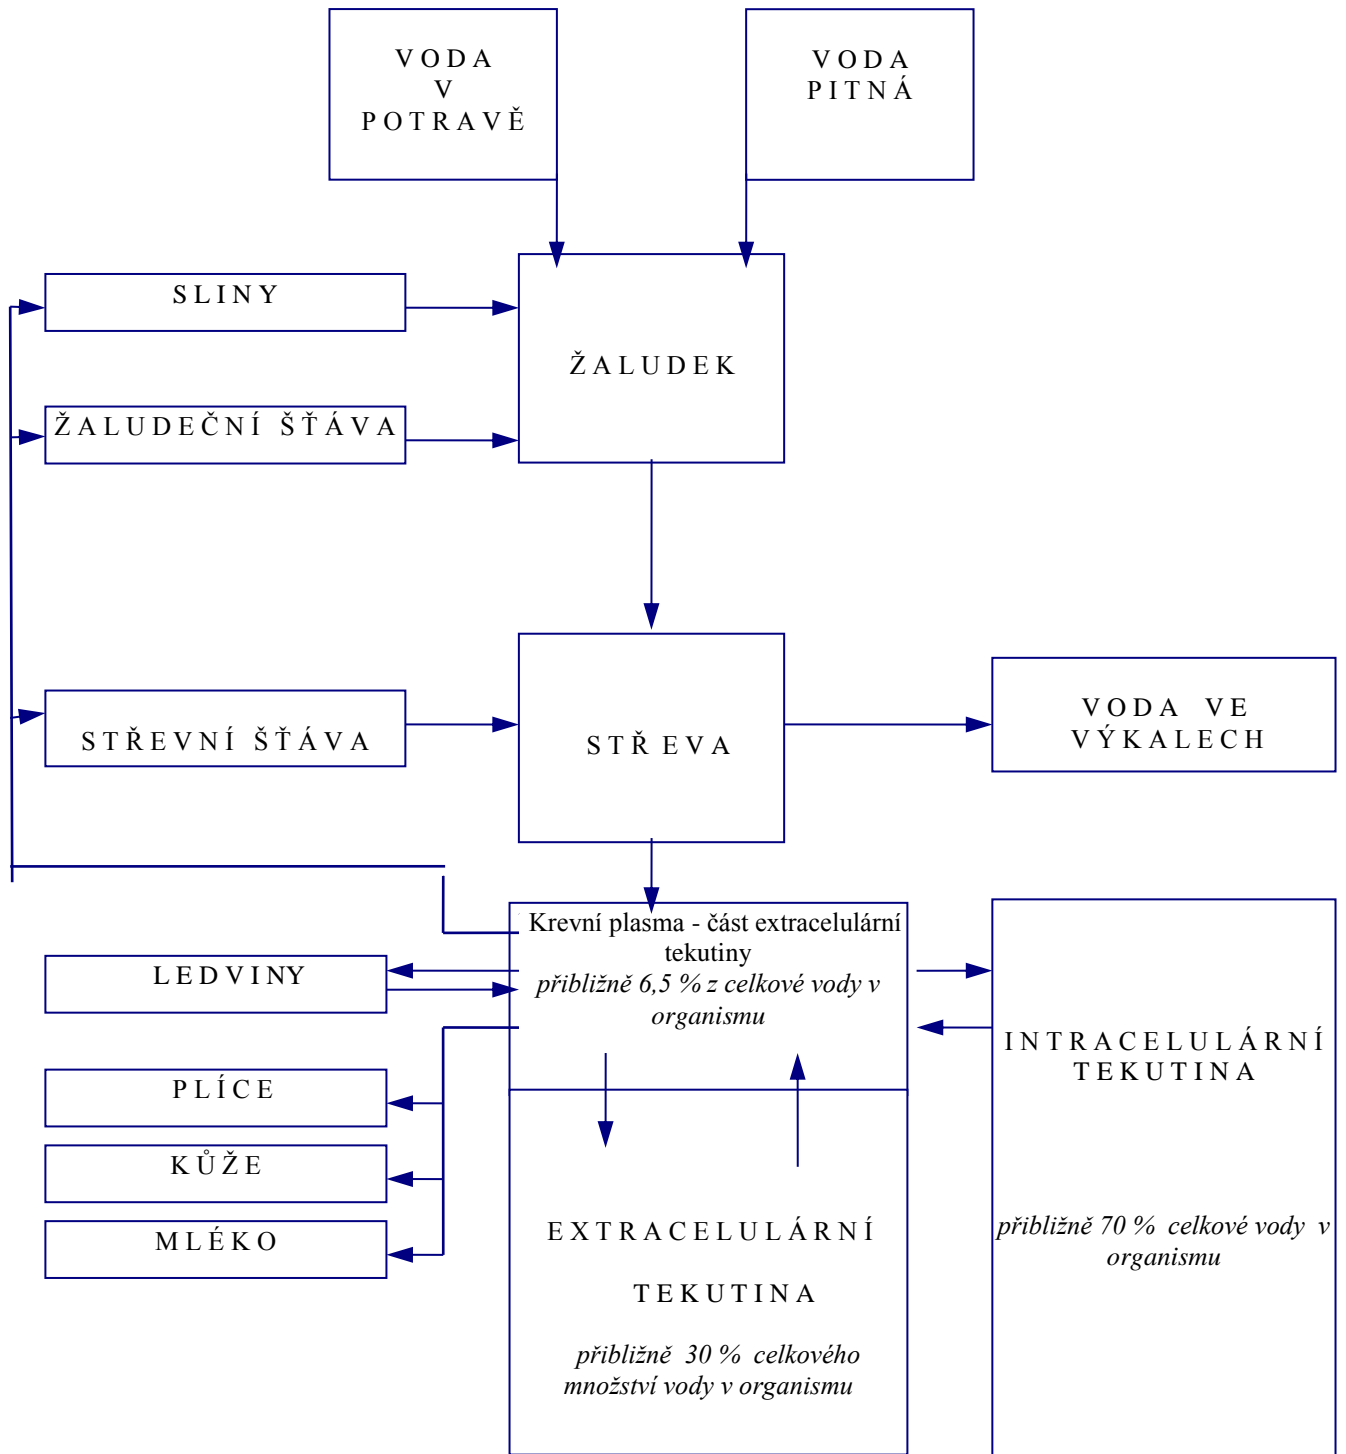 VODA
V
POTRAVĚ
VODA
PITNÁ
SLINY
ŽALUDEK
ŽALUDEČNÍ ŠŤÁVA
STŘEVNÍ ŠŤÁVA
STŘEVA
VODA VE
VÝKALECH
Krevní plasma - část extracelulární
tekutiny
přibližně 6,5 % z celkové vody v
organismu
LEDVINY
INTRACELULÁRNÍ
TEKUTINA
přibližně 70 % celkové vody v
organismu
PLÍCE
KŮŽE
MLÉKO
EXTRACELULÁRNÍ
TEKUTINA
přibližně 30 % celkového
množství vody v organismu